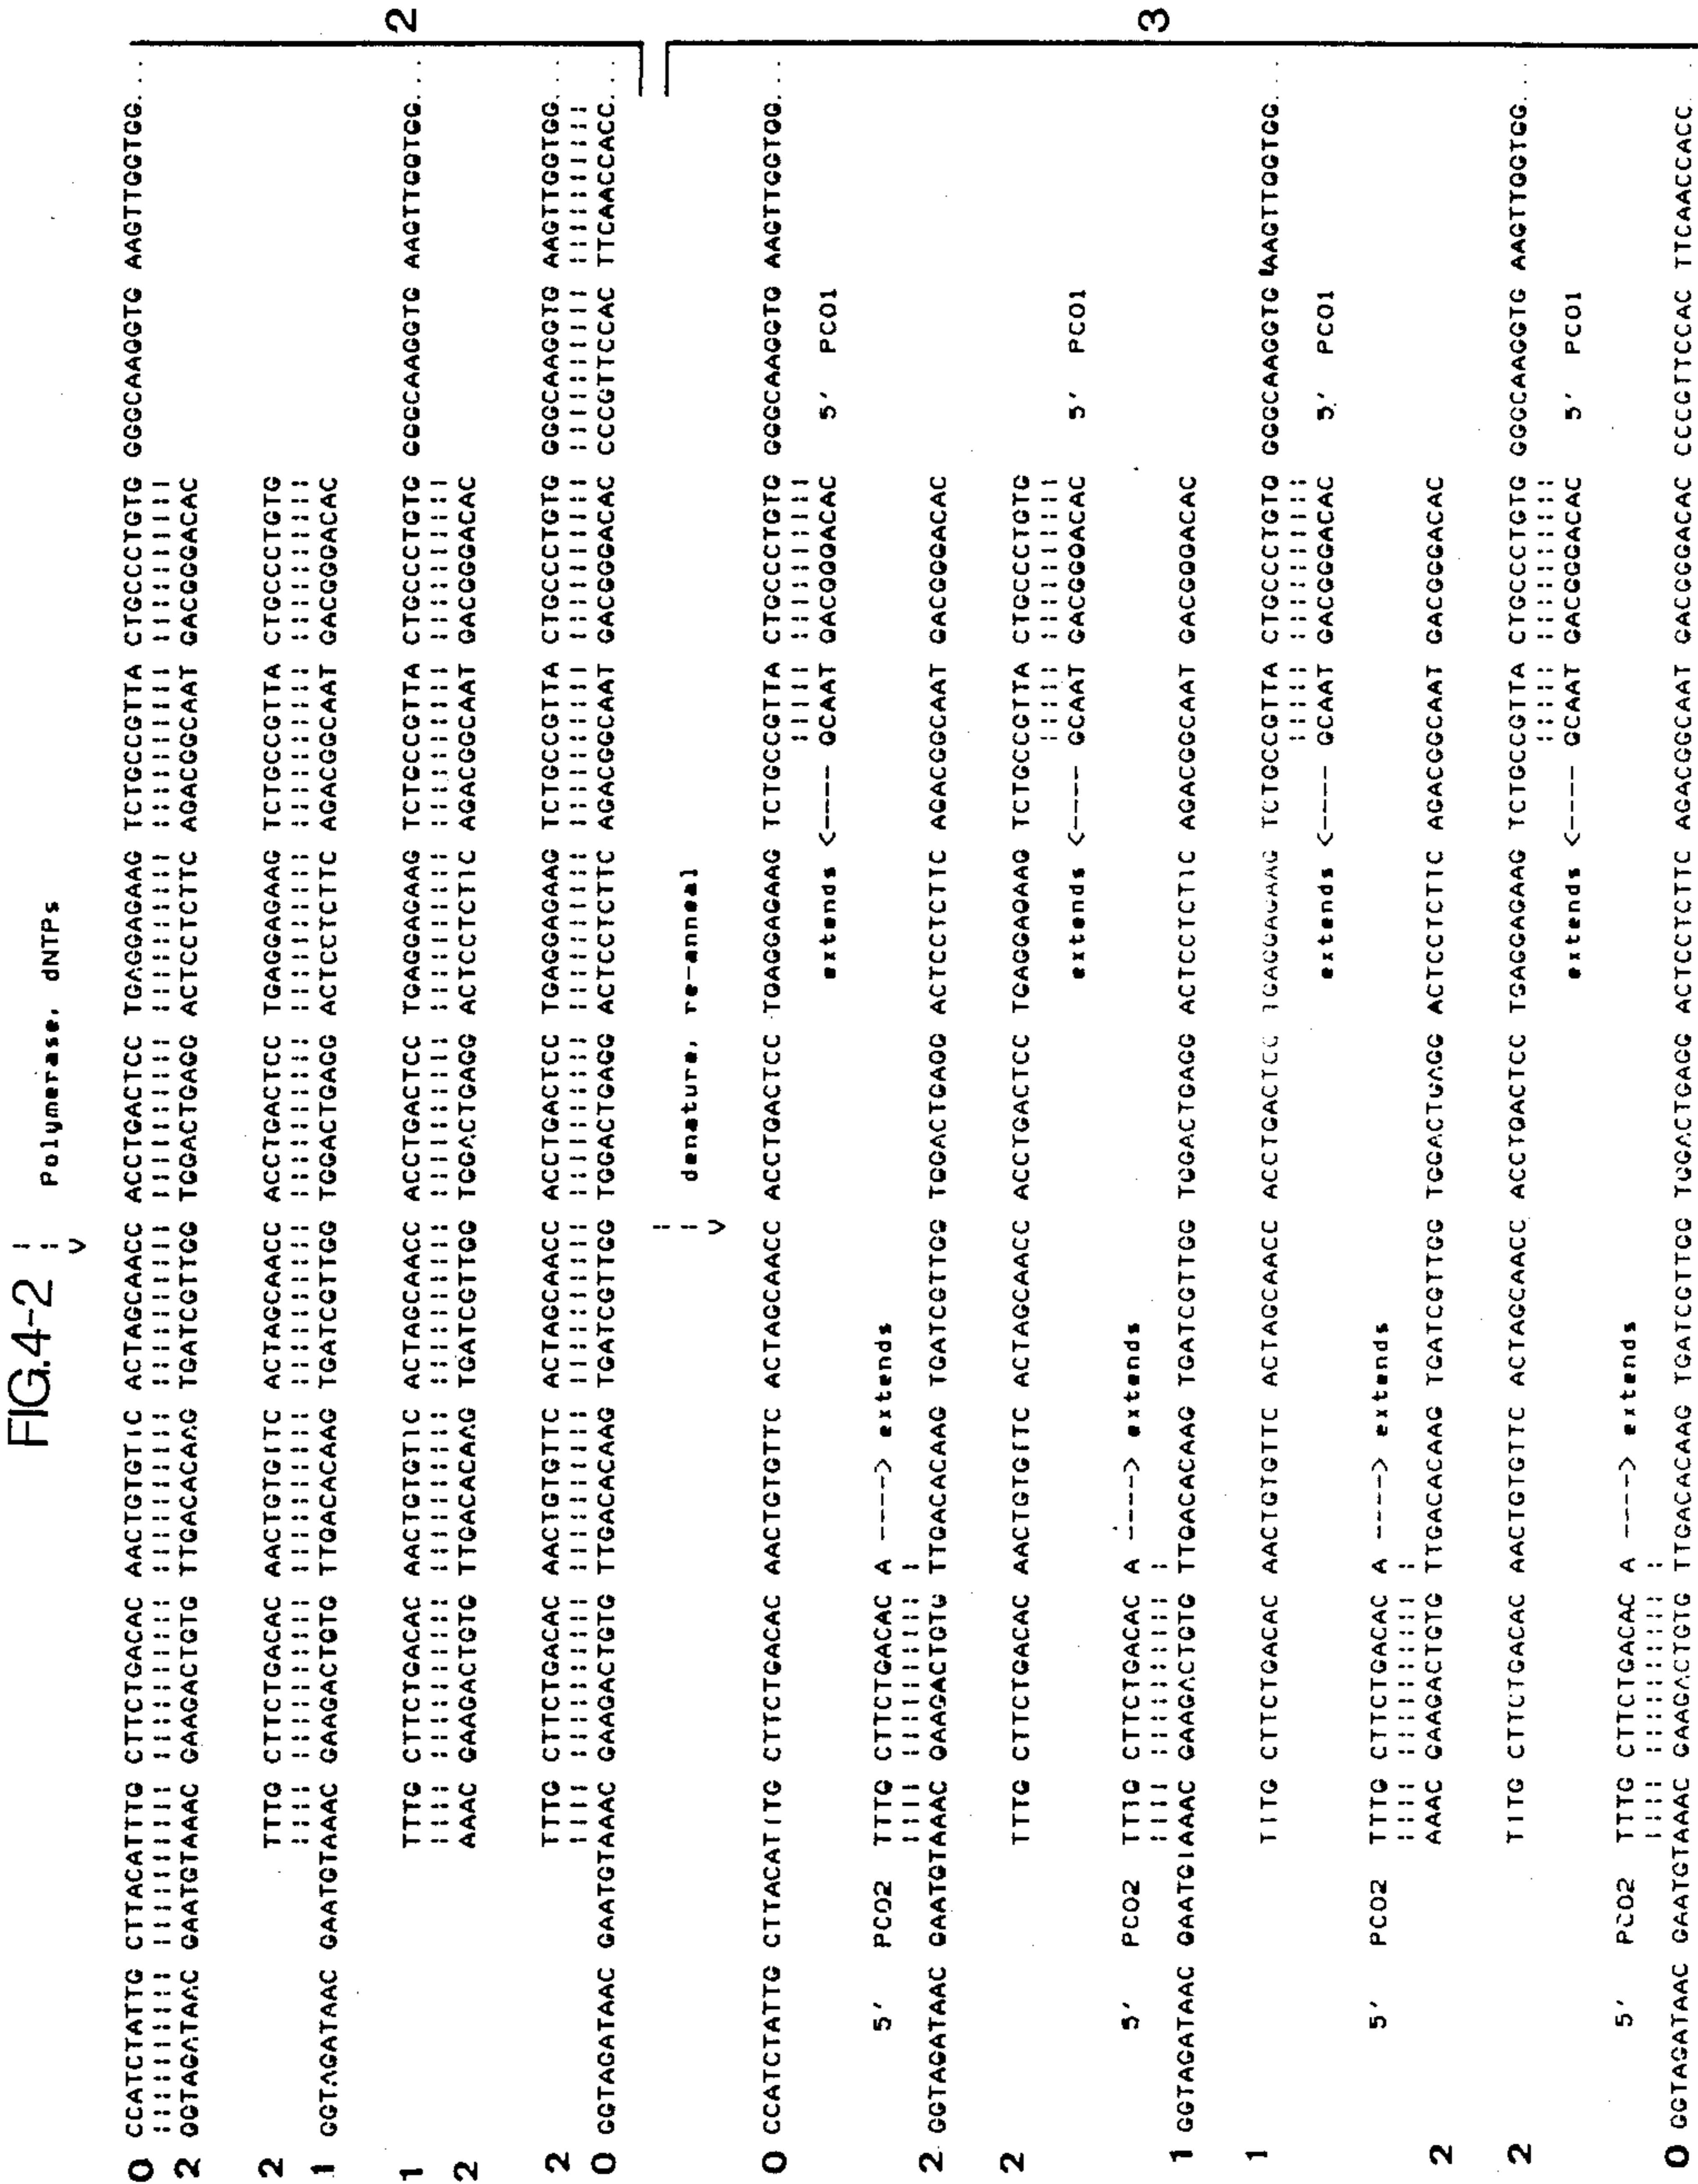 FIG.4-2
Polymerase, dNTPs
0 CCATCTATTG CTTACATTTG CTTCTGACAC AACTGTGTTC ACTAGCAACC ACCTGACTCC TGAGGAGAAG TCTGCCGTTA CTGCCCTGTG GGGCAAGGTG AAGTTGGTGG...
2 GGTAGATAAC GAATGTAAAC GAAGACTGTG TTGACACAAG TGATCGTTGG TGGACTGAGG ACTCCTCTTC AGACGGCAAT GACGGGACAC
2 TTTG CTTCTGACAC AACTGTGTTC ACTAGCAACC ACCTGACTCC TGAGGAGAAG TCTGCCGTTA CTGCCCTGTG
1 GGTAGATAAC GAATGTAAAC GAAGACTGTG TTGACACAAG TGATCGTTGG TGGACTGAGG ACTCCTCTTC AGACGGCAAT GACGGGACAC
2
1 TTTG CTTCTGACAC AACTGTGTTC ACTAGCAACC ACCTGACTCC TGAGGAGAAG TCTGCCGTTA CTGCCCTGTG GGGCAAGGTG AAGTTGGTGG...
2 AAAC GAAGACTGTG TTGACACAAG TGATCGTTGG TGGACTGAGG ACTCCTCTTC AGACGGCAAT GACGGGACAC
2 TTTG CTTCTGACAC AACTGTGTTC ACTAGCAACC ACCTGACTCC TGAGGAGAAG TCTGCCGTTA CTGCCCTGTG GGGCAAGGTG AAGTTGGTGG...
0 GGTAGATAAC GAATGTAAAC GAAGACTGTG TTGACACAAG TGATCGTTGG TGGACTGAGG ACTCCTCTTC AGACGGCAAT GACGGGACAC CCCGTTCCAC TTCAACCACC...
denature, re-anneal
0 CCATCTATTG CTTACATTTG CTTCTGACAC AACTGTGTTC ACTAGCAACC ACCTGACTCC TGAGGAGAAG TCTGCCGTTA CTGCCCTGTG GGGCAAGGTG AAGTTGGTGG...
extends <---- GCAAT GACGGGACAC 5' PCO1
5' PCO2 TTTG CTTCTGACAC A ----> extends
2 GGTAGATAAC GAATGTAAAC GAAGACTGTG TTGACACAAG TGATCGTTGG TGGACTGAGG ACTCCTCTTC AGACGGCAAT GACGGGACAC
2 TTTG CTTCTGACAC AACTGTGTTC ACTAGCAACC ACCTGACTCC TGAGGAGAAG TCTGCCGTTA CTGCCCTGTG
extends <---- GCAAT GACGGGACAC 5' PCO1
3
5' PCO2 TTTG CTTCTGACAC A ----> extends
1 GGTAGATAAC GAATGTAAAC GAAGACTGTG TTGACACAAG TGATCGTTGG TGGACTGAGG ACTCCTCTTC AGACGGCAAT GACGGGACAC
1 TTTG CTTCTGACAC AACTGTGTTC ACTAGCAACC ACCTGACTCC TGAGGAGAAG TCTGCCGTTA CTGCCCTGTG GGGCAAGGTG AAGTTGGTGG...
extends <---- GCAAT GACGGGACAC 5' PCO1
5' PCO2 TTTG CTTCTGACAC A ----> extends
2 AAAC GAAGACTGTG TTGACACAAG TGATCGTTGG TGGACTGAGG ACTCCTCTTC AGACGGCAAT GACGGGACAC
2 TTTG CTTCTGACAC AACTGTGTTC ACTAGCAACC ACCTGACTCC TGAGGAGAAG TCTGCCGTTA CTGCCCTGTG GGGCAAGGTG AAGTTGGTGG...
extends <---- GCAAT GACGGGACAC 5' PCO1
5' PCO2 TTTG CTTCTGACAC A ----> extends
0 GGTAGATAAC GAATGTAAAC GAAGACTGTG TTGACACAAG TGATCGTTGG TGGACTGAGG ACTCCTCTTC AGACGGCAAT GACGGGACAC CCCGTTCCAC TTCAACCACC.